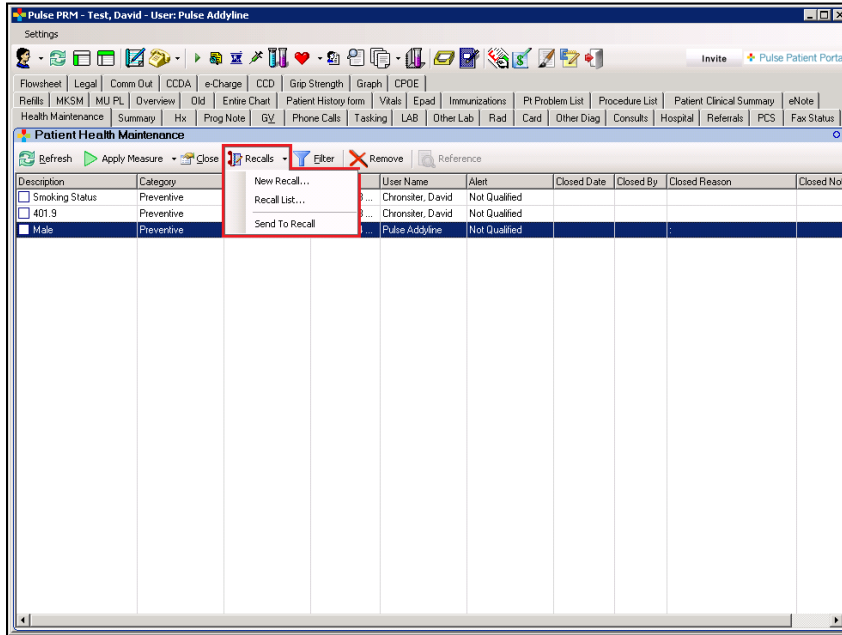 Pulse PRM - Test, David - User: Pulse Addyline
Settings
Invite Pulse Patient Porta
Flowsheet Legal Comm Out CCDA e-Charge CCD Grip Strength Graph CPOE
Refills MKSM MU PL Overview Old Entire Chart Patient History form Vitals Epad Immunizations Pt Problem List Procedure List Patient Clinical Summary eNote
Health Maintenance Summary Hx Prog Note GV Phone Calls Tasking LAB Other Lab Rad Card Other Diag Consults Hospital Referrals PCS Fax Status
Patient Health Maintenance
Refresh Apply Measure Close Recalls Filter Remove Reference
Description Category User Name Alert Closed Date Closed By Closed Reason Closed No
Smoking Status Preventive Chronsiter, David Not Qualified
401.9 Preventive Chronsiter, David Not Qualified
Male Preventive Pulse Addyline Not Qualified :
New Recall...
Recall List...
Send To Recall